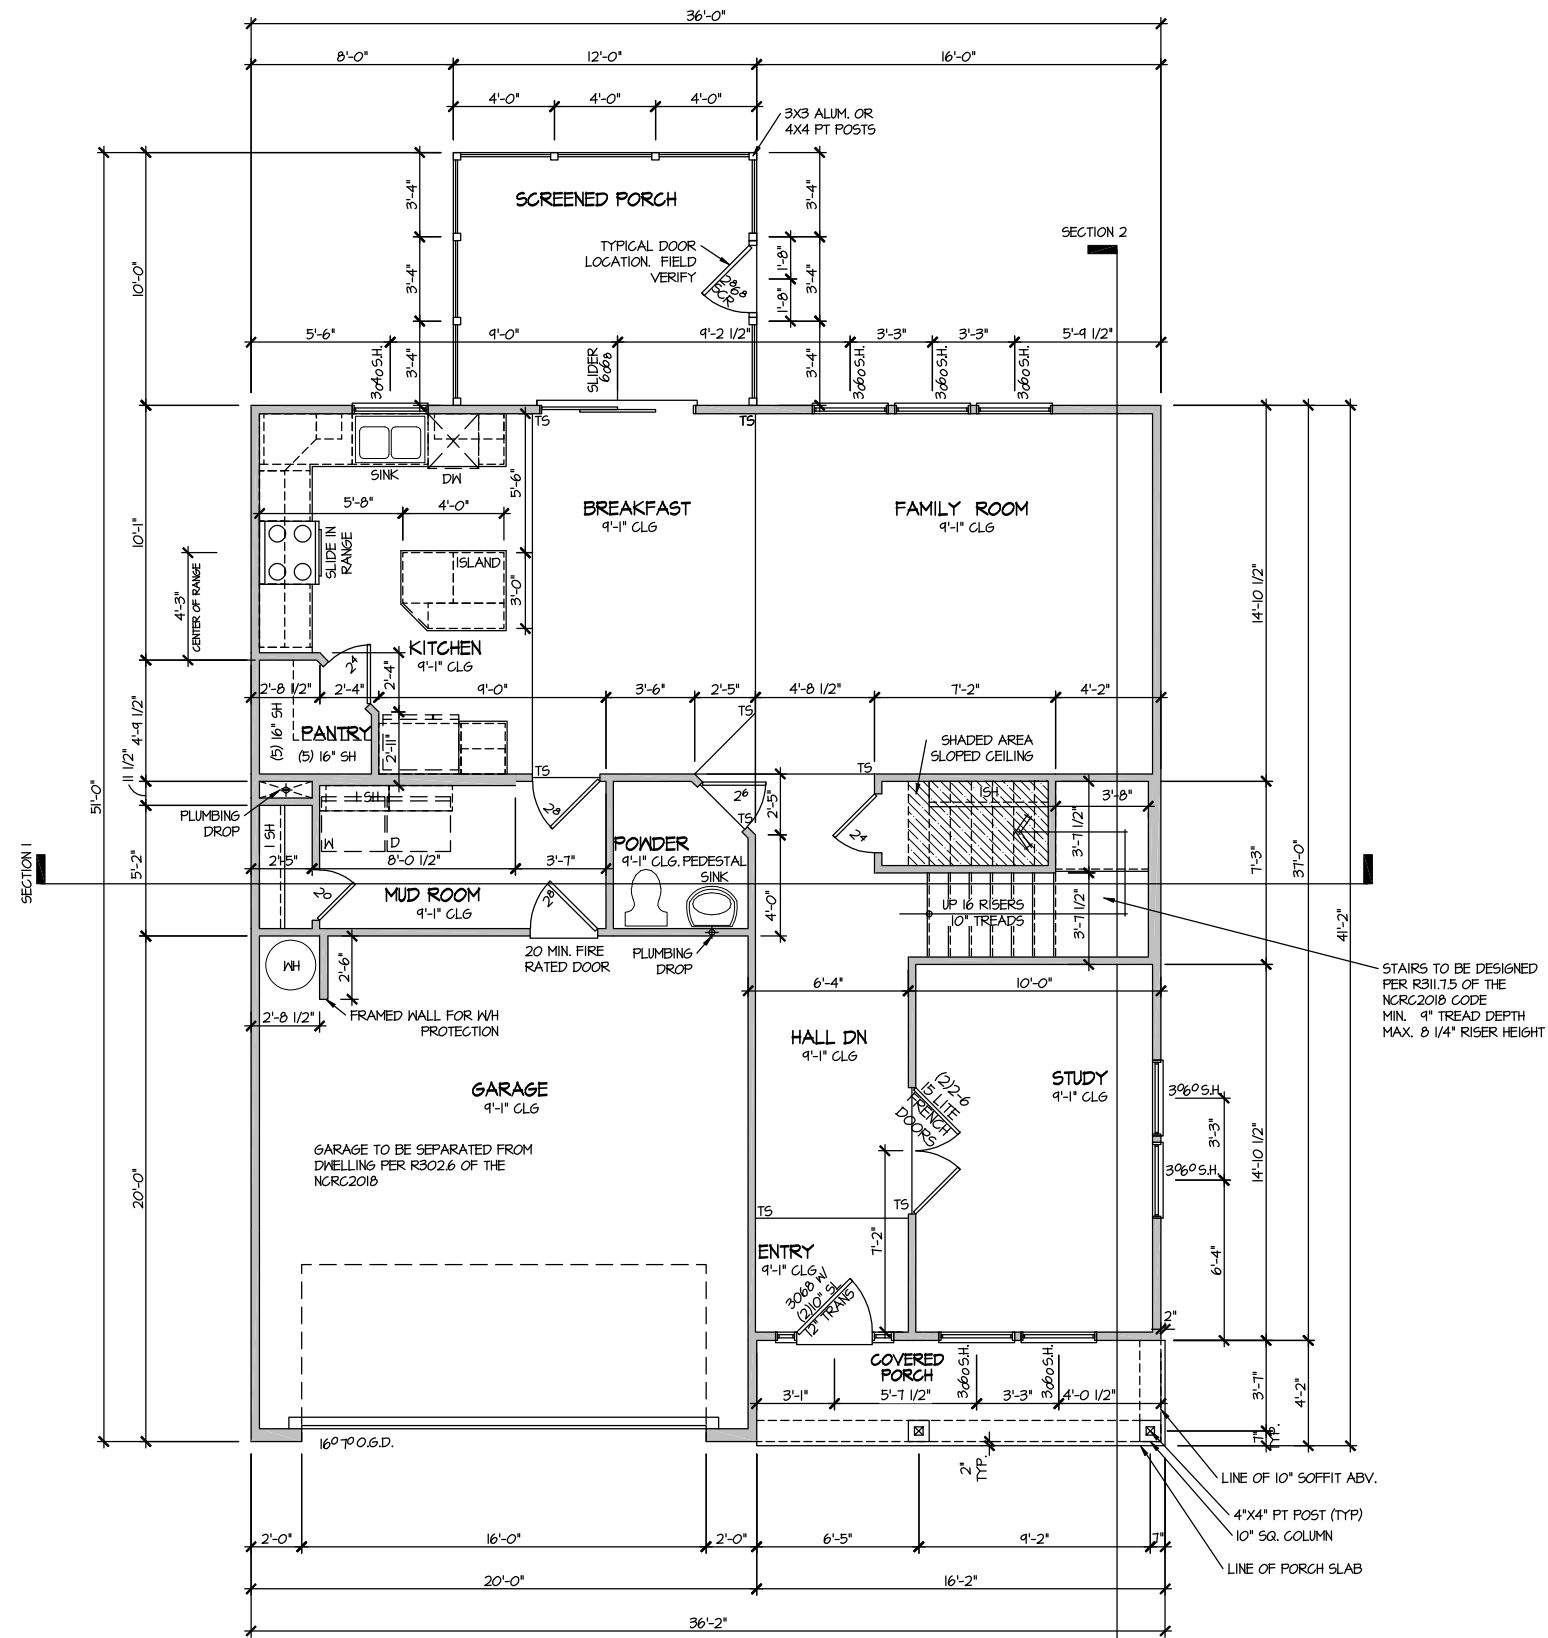 36'-0"
8'-0"
12'-0"
16'-0"
4'-0"
4'-0"
4'-0"
3X3 ALUM. OR
4X4 PT POSTS
SCREENED PORCH
3'-4"
3'-4"
3'-4"
3'-4"
3'-4"
3'-4"
1'-8"
1'-8"
TYPICAL DOOR
LOCATION. FIELD
VERIFY
2868
SCR
SECTION 2
10'-0"
5'-6"
9'-0"
9'-2 1/2"
3'-3"
3'-3"
5'-9 1/2"
3040 S.H.
SLIDER
6068
3060 S.H.
3060 S.H.
3060 S.H.
TS
TS
SINK
DW
5'-6"
5'-8"
4'-0"
BREAKFAST
9'-1" CLG
FAMILY ROOM
9'-1" CLG
10'-1"
SLIDE IN
RANGE
ISLAND
3'-0"
4'-3"
CENTER OF RANGE
14'-10 1/2"
KITCHEN
9'-1" CLG
24
2'-4"
2'-8 1/2"
2'-4"
9'-0"
3'-6"
2'-5"
4'-8 1/2"
7'-2"
4'-2"
4'-9 1/2"
(5) 16" SH
PANTRY
(5) 16" SH
2'-11"
TS
SHADED AREA
SLOPED CEILING
TS
TS
11 1/2"
51'-0"
PLUMBING
DROP
1 SH
1 SH
28
26
2'-5"
TS
1SH
3'-8"
24
3'-7 1/2"
W
D
POWDER
9'-1" CLG.
PEDESTAL
SINK
5'-2"
2'-5"
8'-0 1/2"
3'-7"
7'-3"
37'-0"
41'-2"
SECTION 1
20
MUD ROOM
9'-1" CLG
28
4'-0"
UP 16 RISERS
10" TREADS
3'-7 1/2"
WH
2'-6"
20 MIN. FIRE
RATED DOOR
PLUMBING
DROP
STAIRS TO BE DESIGNED
PER R311.7.5 OF THE
NCRC2018 CODE
MIN. 9" TREAD DEPTH
MAX. 8 1/4" RISER HEIGHT
6'-4"
10'-0"
2'-8 1/2"
FRAMED WALL FOR W/H
PROTECTION
HALL DN
9'-1" CLG
GARAGE
9'-1" CLG
STUDY
9'-1" CLG
(2)2-6
15 LITE
FRENCH
DOORS
3060 S.H.
3'-3"
3060 S.H.
14'-10 1/2"
GARAGE TO BE SEPARATED FROM
DWELLING PER R302.6 OF THE
NCRC2018
20'-0"
TS
TS
7'-2"
6'-4"
ENTRY
9'-1" CLG
3068 W/
(2)10" SL
12" TRANS
2"
COVERED
PORCH
3060 S.H.
3060 S.H.
3'-1"
5'-7 1/2"
3'-3"
4'-0 1/2"
3'-7"
4'-2"
16070 O.G.D.
2"
TYP.
7"
TYP.
LINE OF 10" SOFFIT ABV.
4"X4" PT POST (TYP)
10" SQ. COLUMN
LINE OF PORCH SLAB
2'-0"
16'-0"
2'-0"
6'-5"
9'-2"
7"
20'-0"
16'-2"
36'-2"